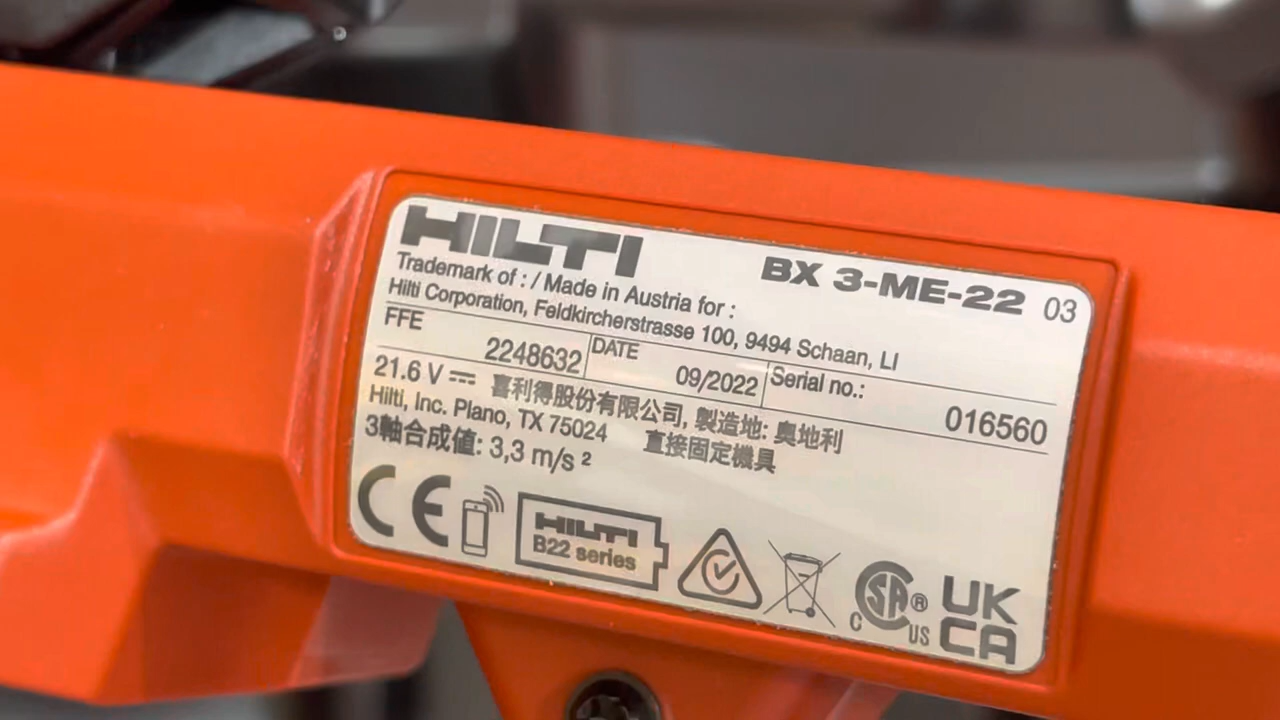 HILTI BX 3-ME-22 03
Trademark of : / Made in Austria for :
Hilti Corporation, Feldkircherstrasse 100, 9494 Schaan, LI
FFE 2248632 DATE 09/2022 Serial no.: 016560
21.6 V ⎓ 喜利得股份有限公司, 製造地: 奧地利
Hilti, Inc. Plano, TX 75024 直接固定機具
3軸合成値: 3,3 m/s ²
CE
HILTI
B22 series
C SA ® C US
UK
CA